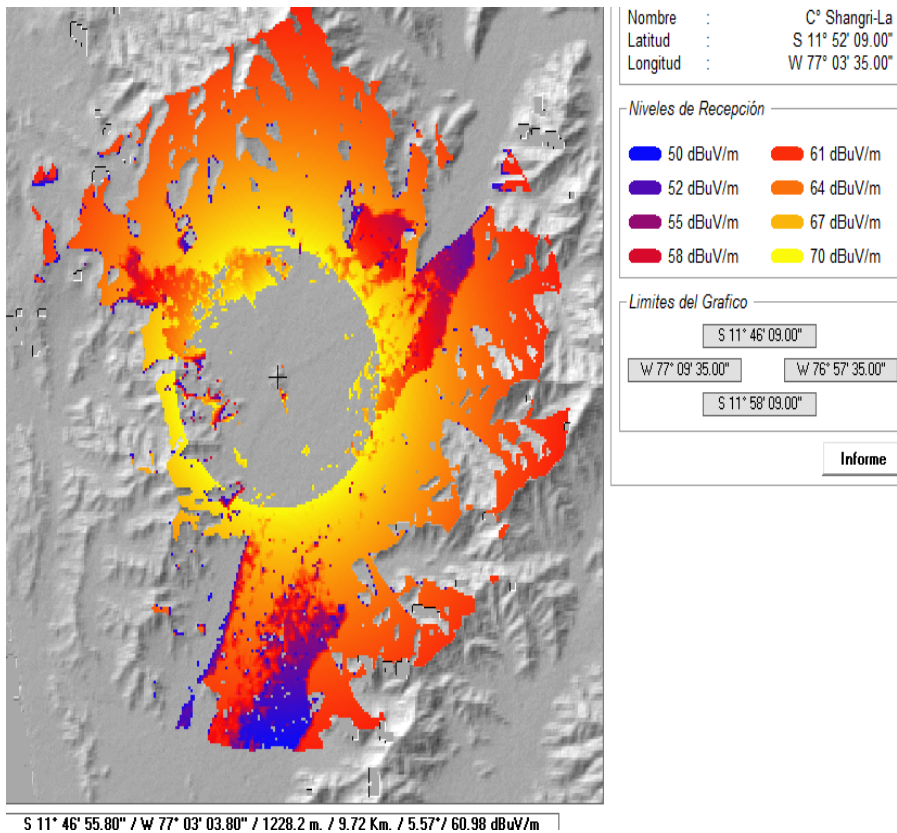 Nombre : C° Shangri-La
Latitud : S 11° 52' 09.00"
Longitud : W 77° 03' 35.00"
Niveles de Recepción
50 dBuV/m 61 dBuV/m
52 dBuV/m 64 dBuV/m
55 dBuV/m 67 dBuV/m
58 dBuV/m 70 dBuV/m
Limites del Grafico
S 11° 46' 09.00"
W 77° 09' 35.00" W 76° 57' 35.00"
S 11° 58' 09.00"
Informe
S 11° 46' 55.80" / W 77° 03' 03.80" / 1228.2 m. / 9.72 Km. / 5.57°/ 60.98 dBuV/m